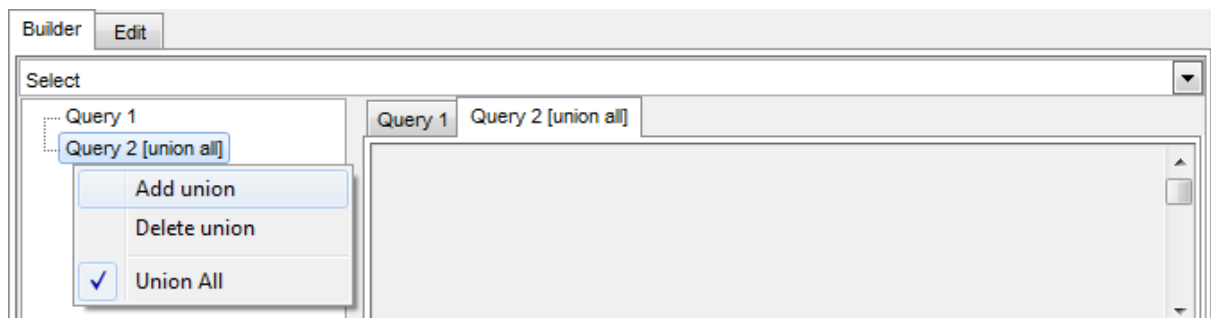 Builder Edit
Select
Query 1
Query 2 [union all]
Add union
Delete union
Union All
Query 1 Query 2 [union all]